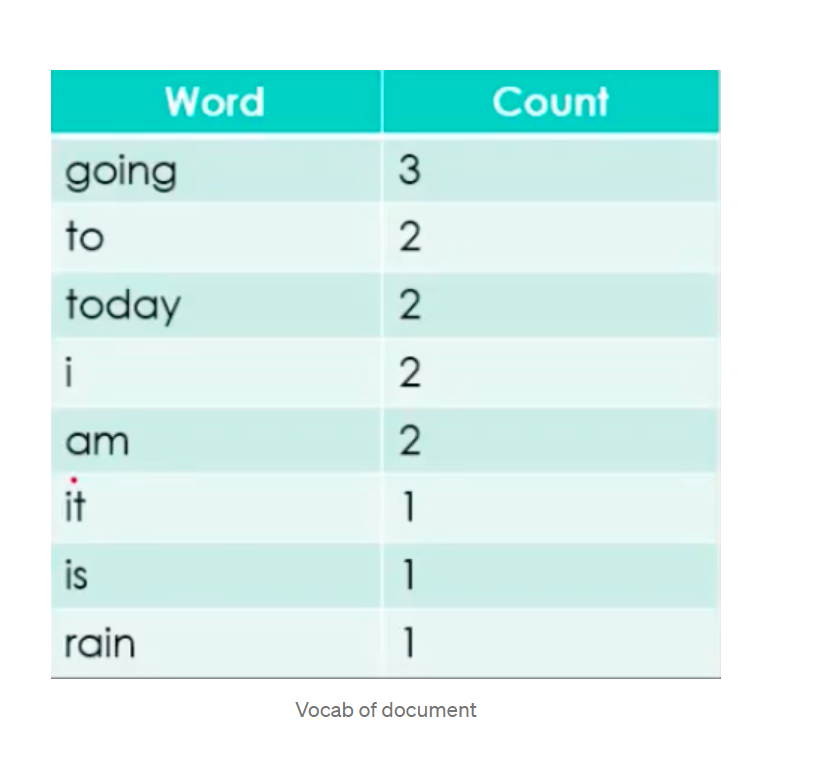 Word Count
going 3
to 2
today 2
i 2
am 2
it 1
is 1
rain 1
Vocab of document